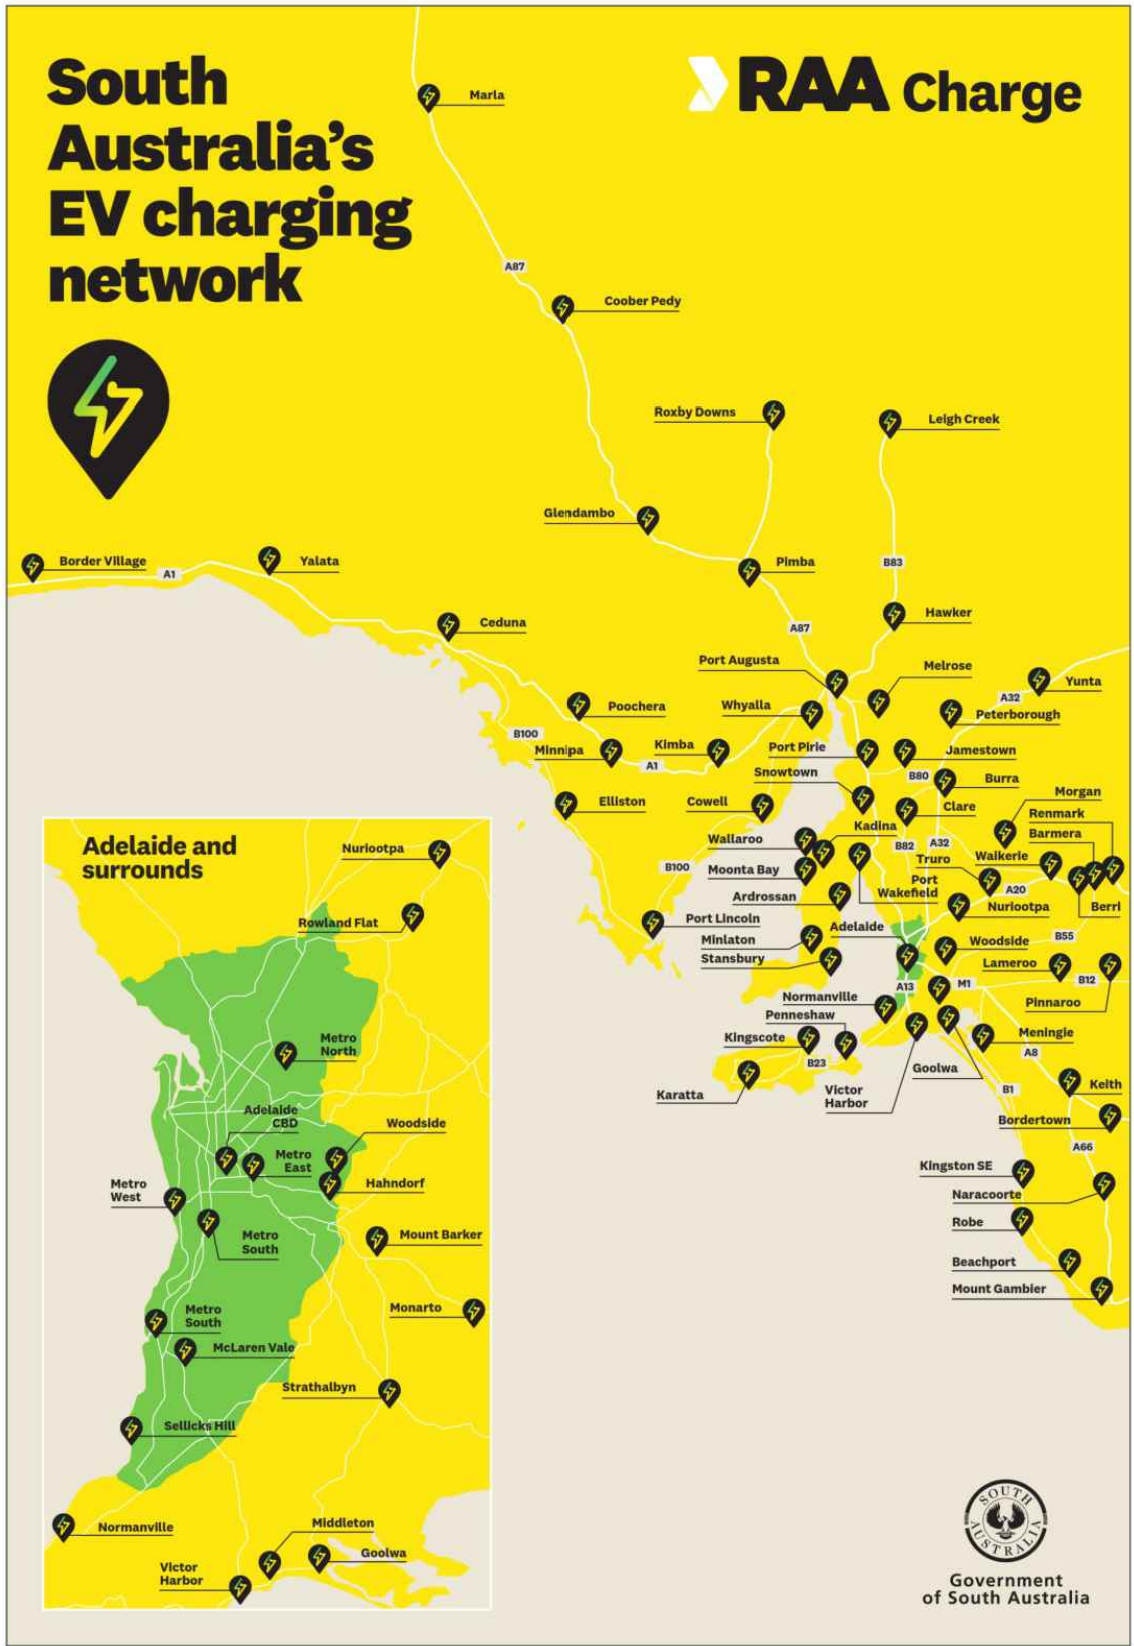 South
Australia's
EV charging
network
RAA Charge
Marla
A87
Coober Pedy
Roxby Downs
Leigh Creek
Glendambo
Border Village
A1
Yalata
Pimba
B83
Ceduna
Hawker
A87
Port Augusta
Melrose
Yunta
A32
Poochera
Whyalla
Peterborough
B100
Minnipa
Kimba
A1
Port Pirie
Jamestown
Snowtown
B80
Burra
Elliston
Cowell
Clare
Morgan
Renmark
Kadina
Barmera
Wallaroo
B82
A32
Truro
Waikerie
Moonta Bay
B100
Port
Wakefield
A20
Ardrossan
Nuriootpa
Berri
Port Lincoln
Adelaide
Minlaton
Woodside
B55
Stansbury
Lameroo
B12
A13
M1
Normanville
Pinnaroo
Penneshaw
Kingscote
Meningie
B23
A8
Goolwa
Karatta
Victor
Harbor
B1
Keith
Bordertown
A66
Kingston SE
Naracoorte
Robe
Beachport
Mount Gambier
Adelaide and
surrounds
Nuriootpa
Rowland Flat
Metro
North
Adelaide
CBD
Woodside
Metro
East
Metro
West
Hahndorf
Metro
South
Mount Barker
Metro
South
Monarto
McLaren Vale
Strathalbyn
Sellicks Hill
Normanville
Middleton
Goolwa
Victor
Harbor
SOUTH
AUSTRALIA
Government
of South Australia